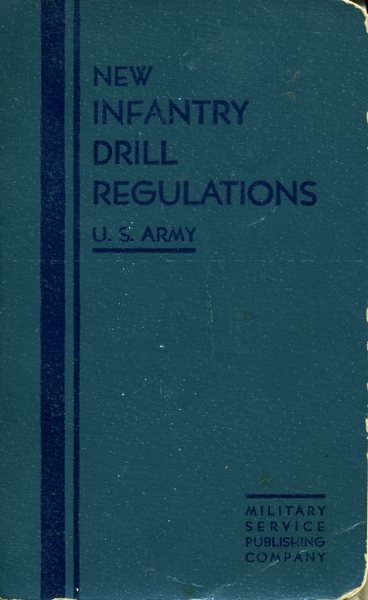 NEW
INFANTRY
DRILL
REGULATIONS
U. S. ARMY
MILITARY
SERVICE
PUBLISHING
COMPANY